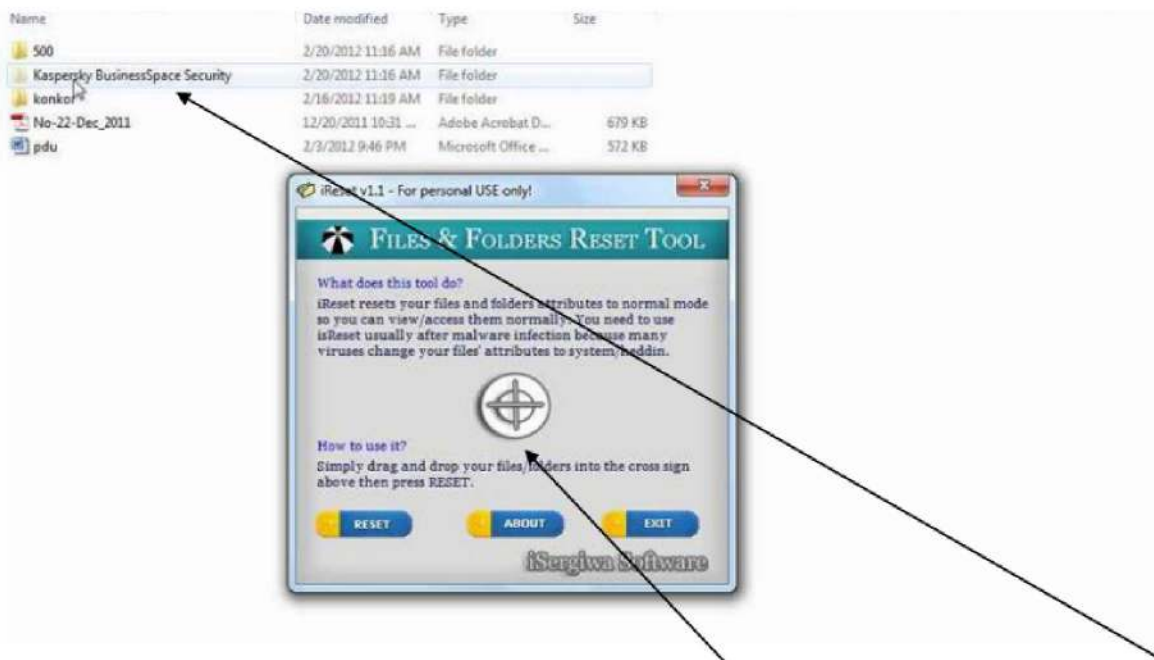 Name Date modified Type Size
500 2/20/2012 11:16 AM File folder
Kaspersky BusinessSpace Security 2/20/2012 11:16 AM File folder
konkor 2/16/2012 11:19 AM File folder
No-22-Dec_2011 12/20/2011 10:31 ... Adobe Acrobat D... 679 KB
pdu 2/3/2012 9:46 PM Microsoft Office ... 572 KB
iReset v1.1 - For personal USE only!
FILES & FOLDERS RESET TOOL
What does this tool do?
iReset resets your files and folders attributes to normal mode
so you can view/access them normally. You need to use
isReset usually after malware infection because many
viruses change your files' attributes to system/heddin.
How to use it?
Simply drag and drop your files/folders into the cross sign
above then press RESET.
RESET ABOUT EXIT
iSergiwa Software